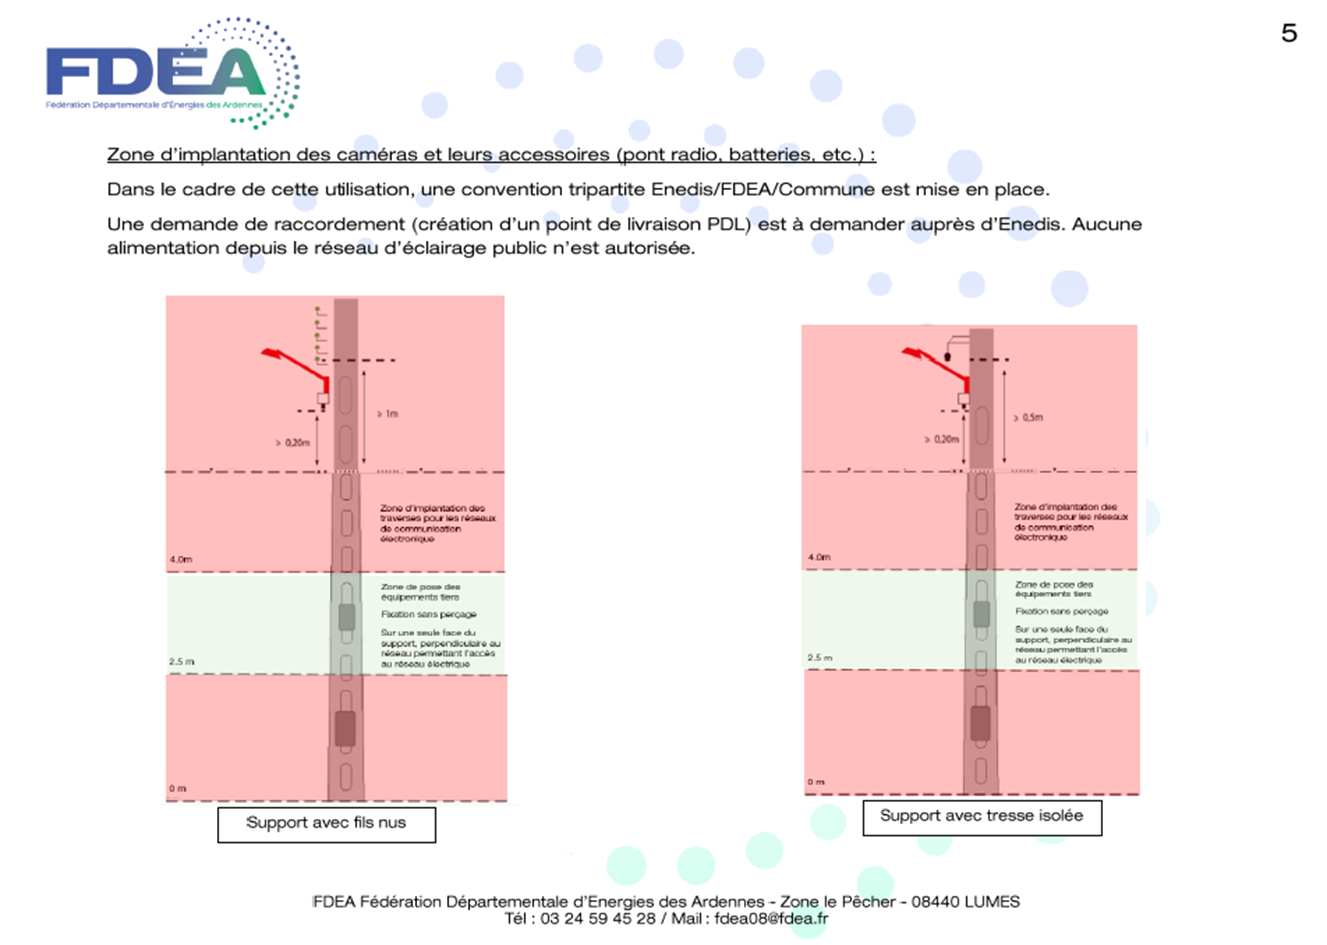 5
FDEA
Fédération Départementale d'Énergies des Ardennes
Zone d'implantation des caméras et leurs accessoires (pont radio, batteries, etc.) :
Dans le cadre de cette utilisation, une convention tripartite Enedis/FDEA/Commune est mise en place.
Une demande de raccordement (création d'un point de livraison PDL) est à demander auprès d'Enedis. Aucune
alimentation depuis le réseau d'éclairage public n'est autorisée.
≥ 1m
≥ 0,20m
Zone d'implantation des
traverses pour les réseaux
de communication
électronique
4.0m
Zone de pose des
équipements tiers
Fixation sans perçage
Sur une seule face du
support, perpendiculaire au
réseau permettant l'accès
au réseau électrique
2.5 m
0 m
Support avec fils nus
≥ 0,5m
≥ 0,20m
Zone d'implantation des
traverses pour les réseaux
de communication
électronique
4.0m
Zone de pose des
équipements tiers
Fixation sans perçage
Sur une seule face du
support, perpendiculaire au
réseau permettant l'accès
au réseau électrique
2.5 m
0 m
Support avec tresse isolée
FDEA Fédération Départementale d'Energies des Ardennes - Zone le Pêcher - 08440 LUMES
Tél : 03 24 59 45 28 / Mail : fdea08@fdea.fr